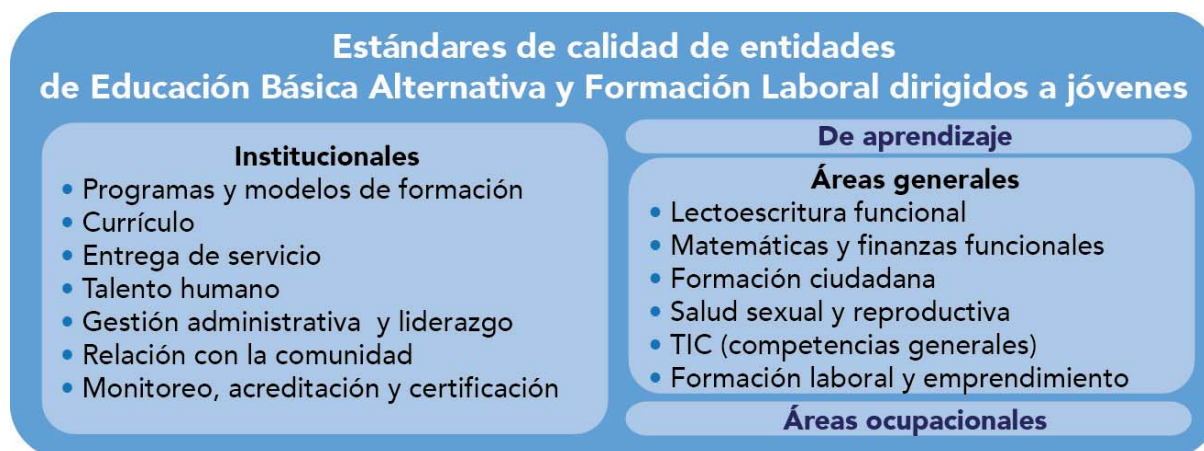 Estándares de calidad de entidades
de Educación Básica Alternativa y Formación Laboral dirigidos a jóvenes
Institucionales
• Programas y modelos de formación
• Currículo
• Entrega de servicio
• Talento humano
• Gestión administrativa y liderazgo
• Relación con la comunidad
• Monitoreo, acreditación y certificación
De aprendizaje
Áreas generales
• Lectoescritura funcional
• Matemáticas y finanzas funcionales
• Formación ciudadana
• Salud sexual y reproductiva
• TIC (competencias generales)
• Formación laboral y emprendimiento
Áreas ocupacionales